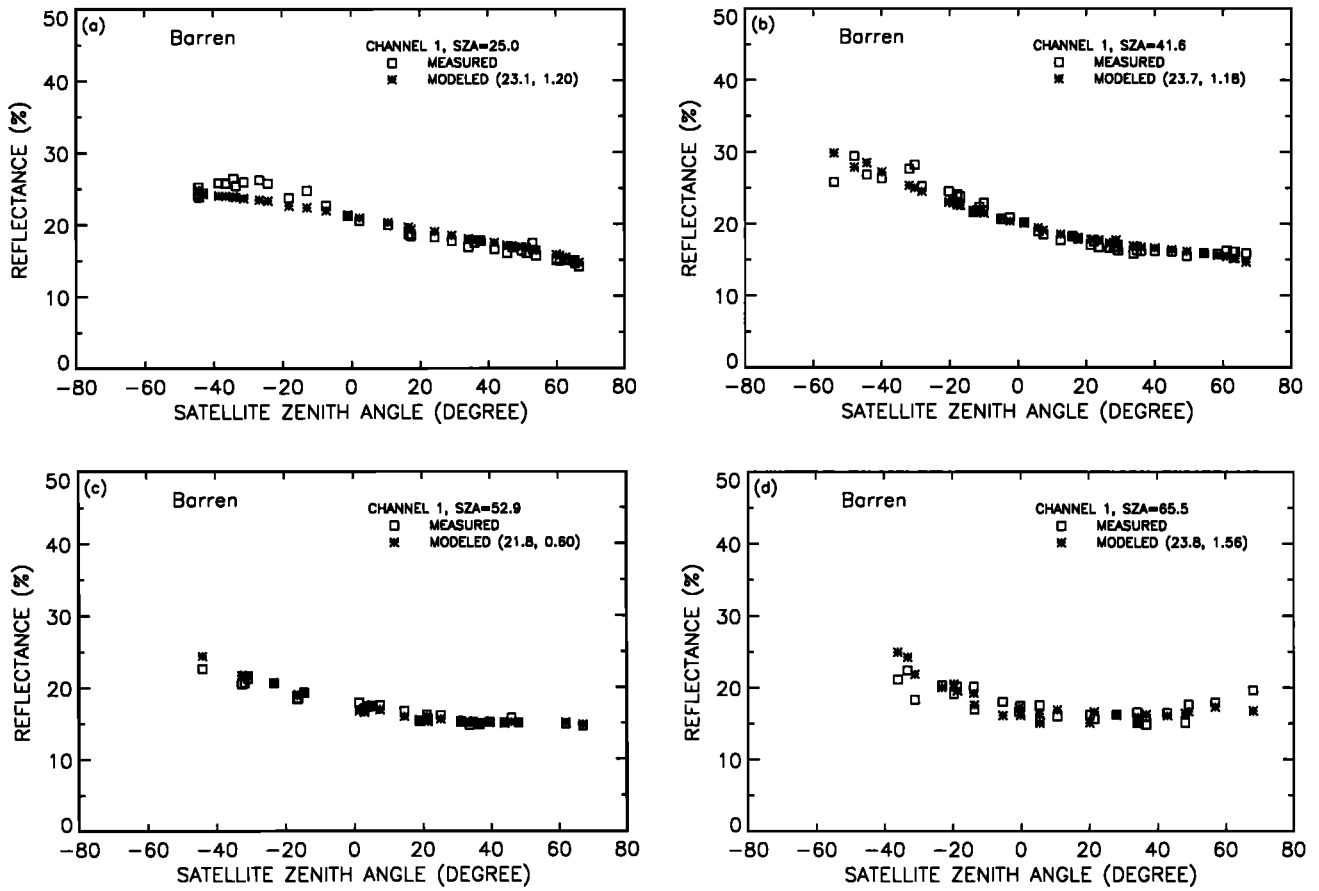 (a)
Barren
CHANNEL 1, SZA=25.0
MEASURED
MODELED (23.1, 1.20)
50
40
30
20
10
0
REFLECTANCE (%)
-80 -60 -40 -20 0 20 40 60 80
SATELLITE ZENITH ANGLE (DEGREE)
(b)
Barren
CHANNEL 1, SZA=41.6
MEASURED
MODELED (23.7, 1.18)
50
40
30
20
10
0
REFLECTANCE (%)
-80 -60 -40 -20 0 20 40 60 80
SATELLITE ZENITH ANGLE (DEGREE)
(c)
Barren
CHANNEL 1, SZA=52.9
MEASURED
MODELED (21.8, 0.60)
50
40
30
20
10
0
REFLECTANCE (%)
-80 -60 -40 -20 0 20 40 60 80
SATELLITE ZENITH ANGLE (DEGREE)
(d)
Barren
CHANNEL 1, SZA=65.5
MEASURED
MODELED (23.8, 1.56)
50
40
30
20
10
0
REFLECTANCE (%)
-80 -60 -40 -20 0 20 40 60 80
SATELLITE ZENITH ANGLE (DEGREE)